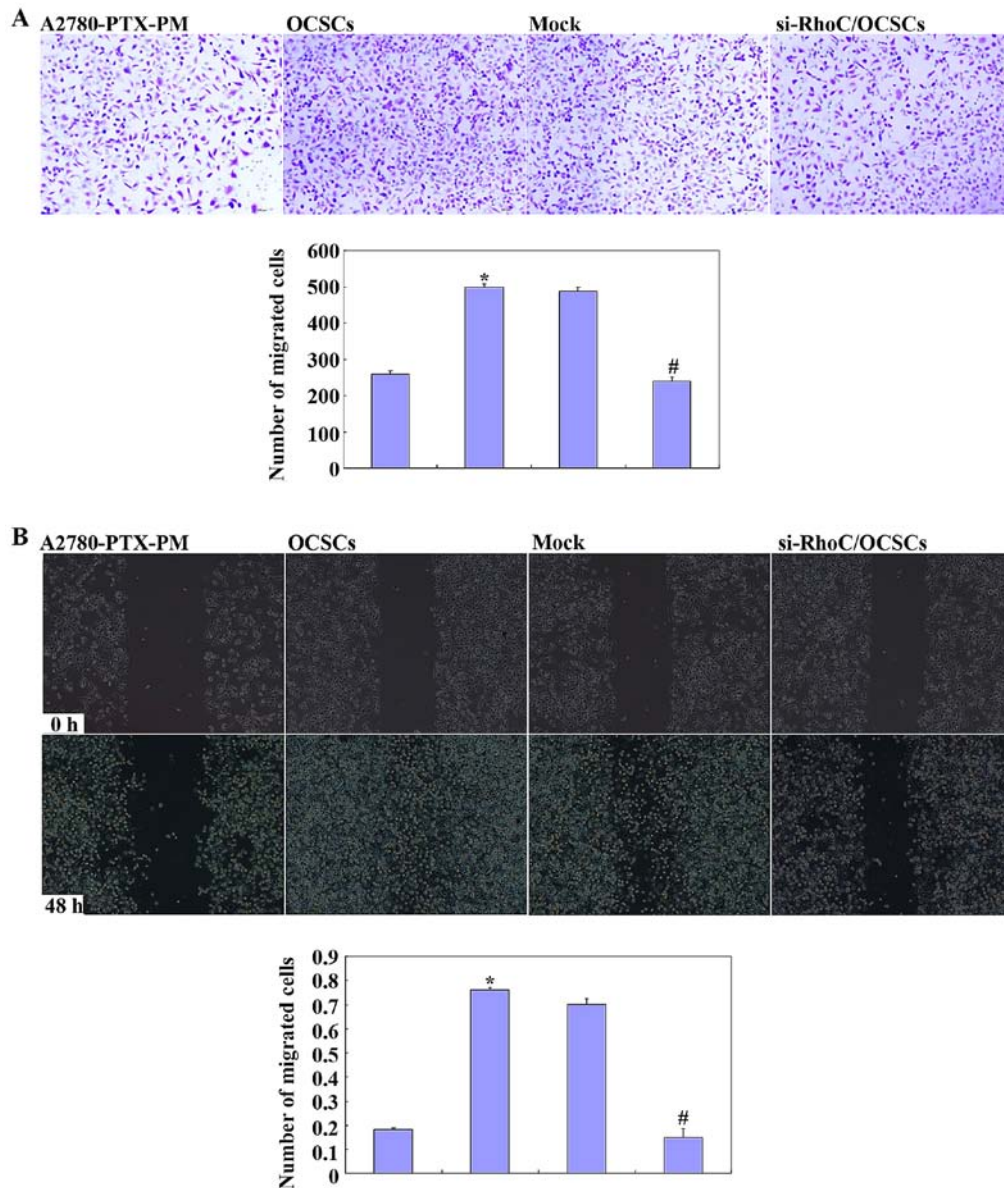 A
A2780-PTX-PM OCSCs Mock si-RhoC/OCSCs
Number of migrated cells
600
500
400
300
200
100
0
*
#
B
A2780-PTX-PM OCSCs Mock si-RhoC/OCSCs
0 h
48 h
Number of migrated cells
0.9
0.8
0.7
0.6
0.5
0.4
0.3
0.2
0.1
0
*
#